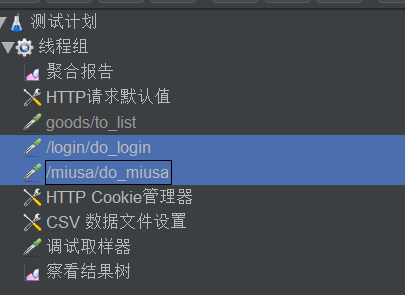 测试计划
线程组
聚合报告
HTTP请求默认值
goods/to_list
/login/do_login
/miusa/do_miusa
HTTP Cookie管理器
CSV 数据文件设置
调试取样器
察看结果树